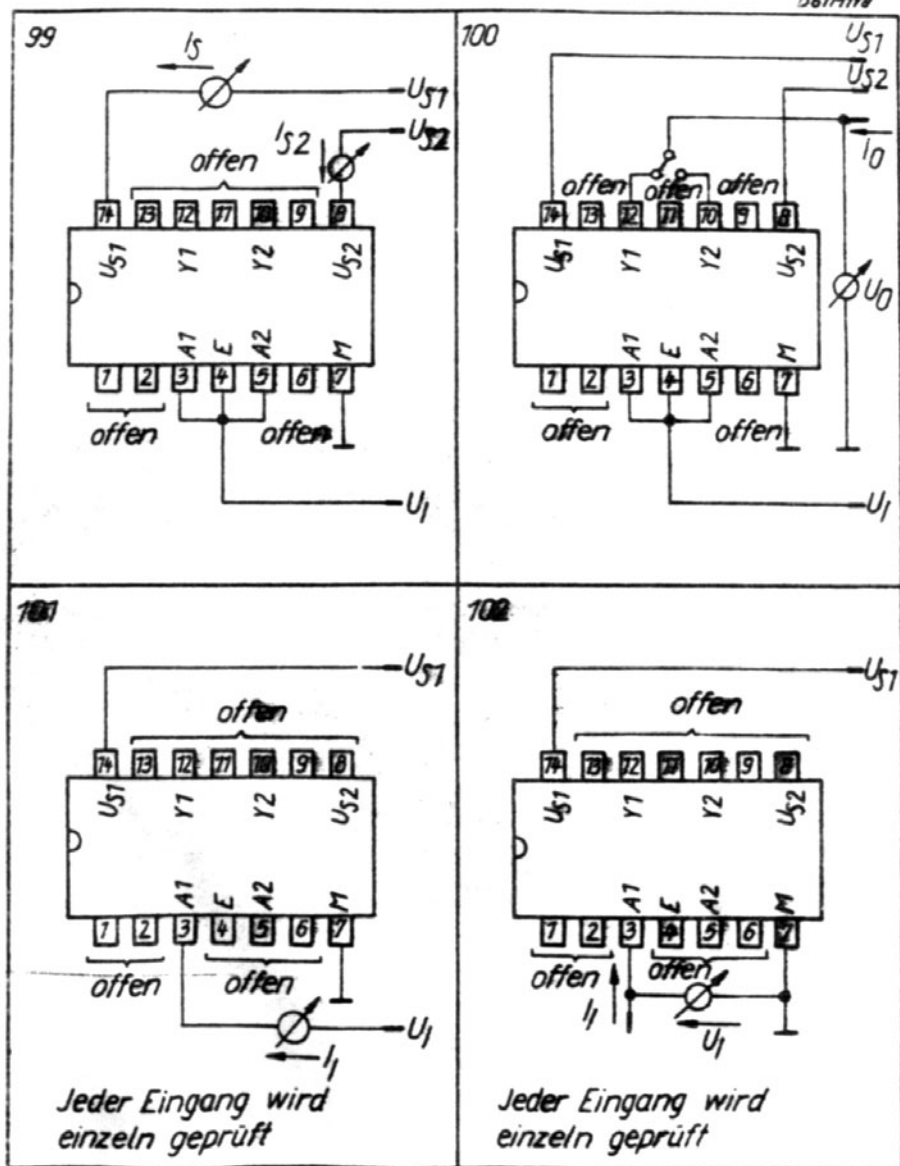 99
I_S
U_S1
U_S2
I_S2
offen
14 13 12 11 10 9 8
U_S1 Y1 Y2 U_S2
A1 E A2 M
1 2 3 4 5 6 7
offen offen
U_I
100
U_S1
U_S2
I_O
offen offen offen
14 13 12 11 10 9 8
U_S1 Y1 Y2 U_S2
U_O
A1 E A2 M
1 2 3 4 5 6 7
offen offen
U_I
101
U_S1
offen
14 13 12 11 10 9 8
U_S1 Y1 Y2 U_S2
A1 E A2 M
1 2 3 4 5 6 7
offen offen
U_I
I_I
Jeder Eingang wird
einzeln geprüft
102
U_S1
offen
14 13 12 11 10 9 8
U_S1 Y1 Y2 U_S2
A1 E A2 M
1 2 3 4 5 6 7
offen offen
I_I
U_I
Jeder Eingang wird
einzeln geprüft